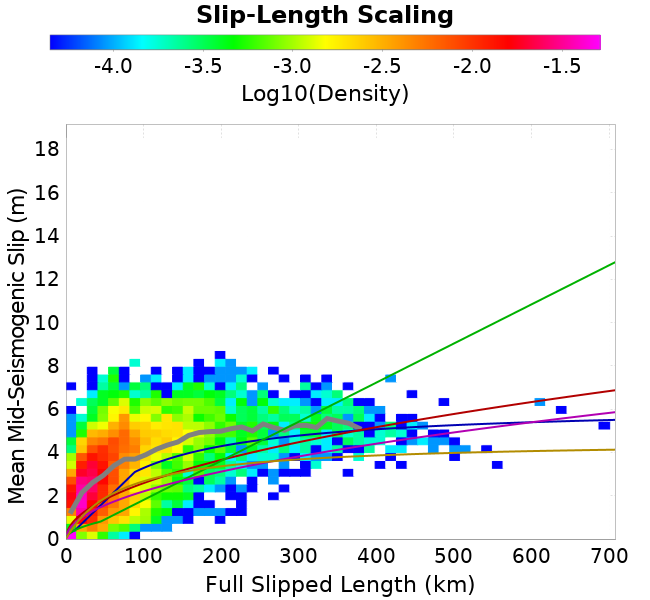 Slip-Length Scaling
-4.0 -3.5 -3.0 -2.5 -2.0 -1.5
Log10(Density)
18
16
14
12
10
8
6
4
2
0
Mean Mid-Seismogenic Slip (m)
0 100 200 300 400 500 600 700
Full Slipped Length (km)